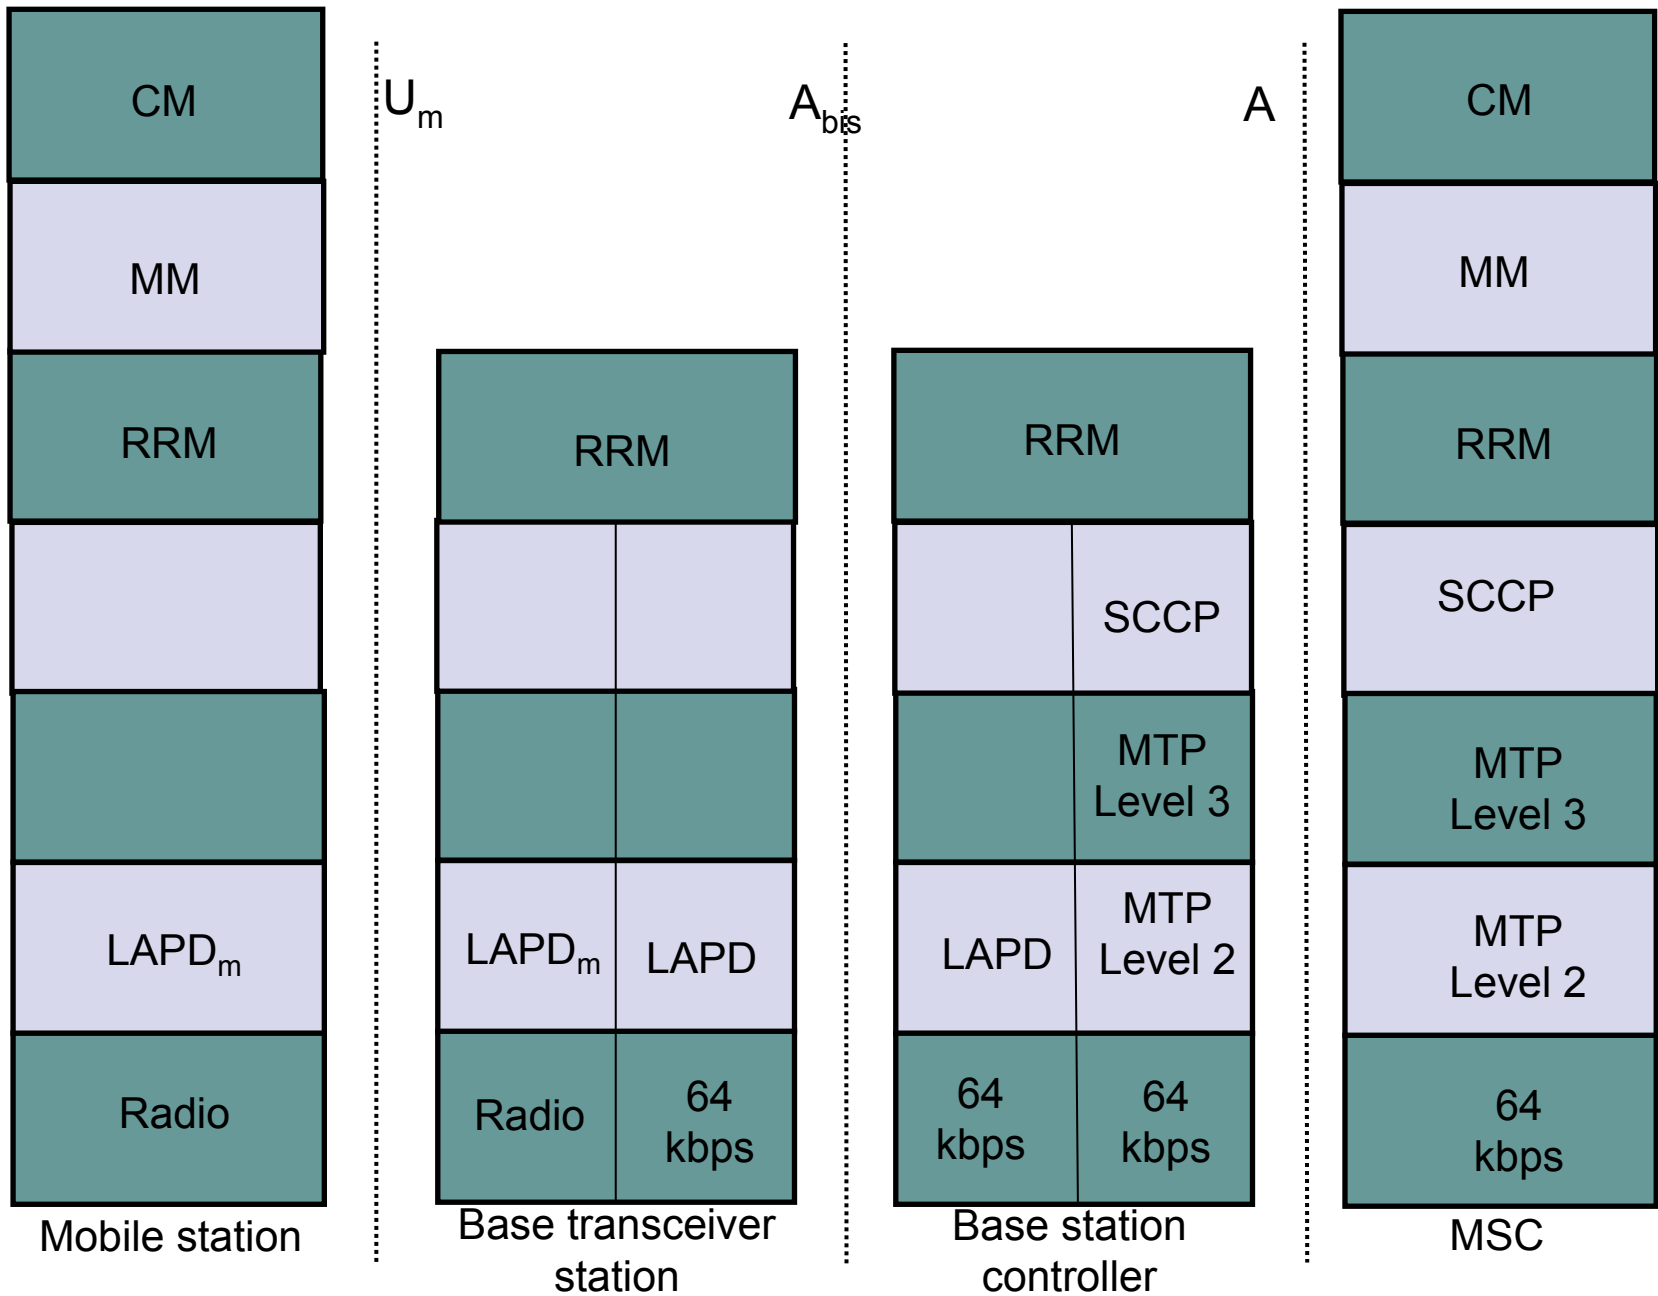 CM
MM
RRM
LAPDm
Radio
Mobile station
Um
RRM
LAPDm
LAPD
Radio
64
kbps
Base transceiver
station
Abis
RRM
SCCP
MTP
Level 3
LAPD
MTP
Level 2
64
kbps
64
kbps
Base station
controller
A
CM
MM
RRM
SCCP
MTP
Level 3
MTP
Level 2
64
kbps
MSC